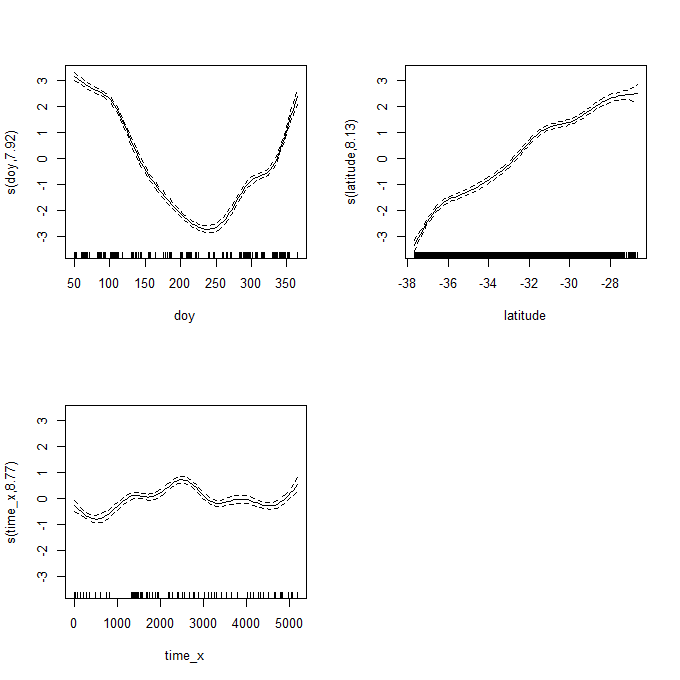 s(doy,7.92)
3
2
1
0
-1
-2
-3
50 100 150 200 250 300 350
doy
s(latitude,8.13)
3
2
1
0
-1
-2
-3
-38 -36 -34 -32 -30 -28
latitude
s(time_x,8.77)
3
2
1
0
-1
-2
-3
0 1000 2000 3000 4000 5000
time_x